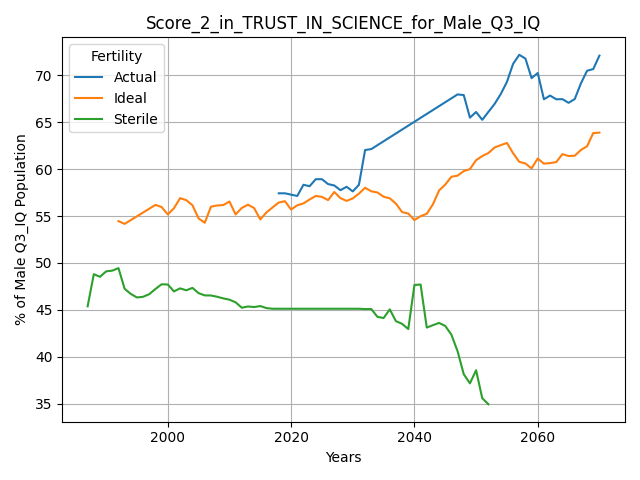 Score_2_in_TRUST_IN_SCIENCE_for_Male_Q3_IQ
Fertility
Actual
Ideal
Sterile
% of Male Q3_IQ Population
70
65
60
55
50
45
40
35
2000 2020 2040 2060
Years